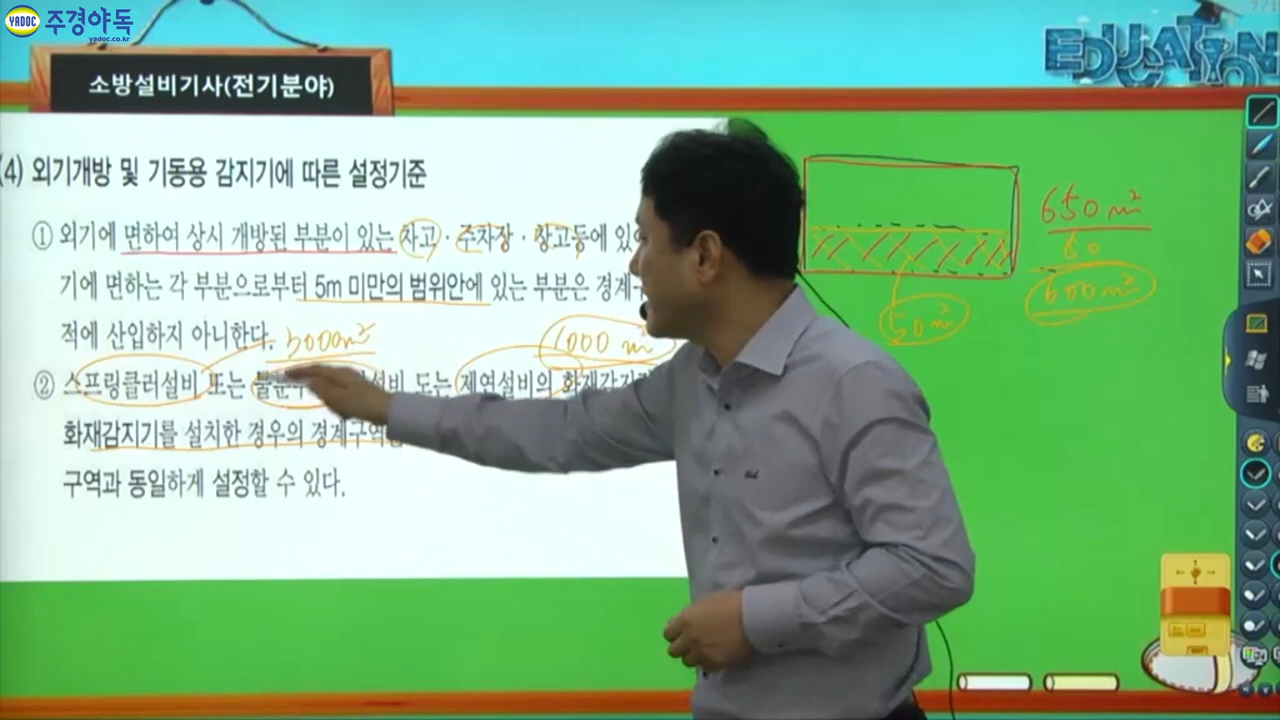 YADOC 주경야독
yadoc.co.kr
EDUCATION
소방설비기사(전기분야)
(4) 외기개방 및 기동용 감지기에 따른 설정기준
① 외기에 면하여 상시 개방된 부분이 있는 차고·주차장·창고등에 있
기에 면하는 각 부분으로부터 5m 미만의 범위안에 있는 부분은 경계
적에 산입하지 아니한다.
3000m²
1000 m²
② 스프링클러설비 또는 물분무 설비 도는 제연설비의 화재감지
화재감지기를 설치한 경우의 경계구역
구역과 동일하게 설정할 수 있다.
650m²
50
600m²
50m²